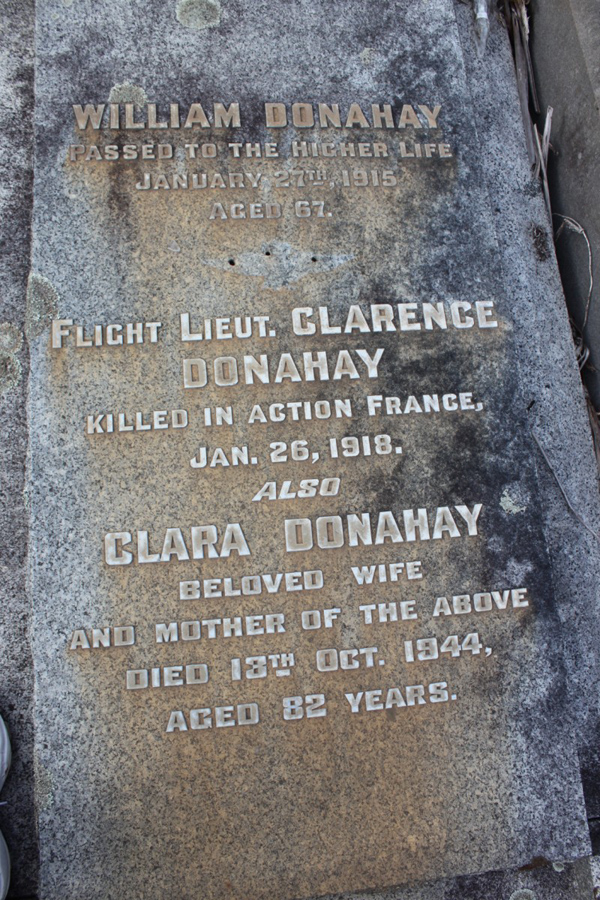 WILLIAM DONAHAY
PASSED TO THE HIGHER LIFE
JANUARY 27TH, 1915
AGED 67.
FLIGHT LIEUT. CLARENCE
DONAHAY
KILLED IN ACTION FRANCE,
JAN. 26, 1918.
ALSO
CLARA DONAHAY
BELOVED WIFE
AND MOTHER OF THE ABOVE
DIED 13TH OCT. 1944,
AGED 82 YEARS.